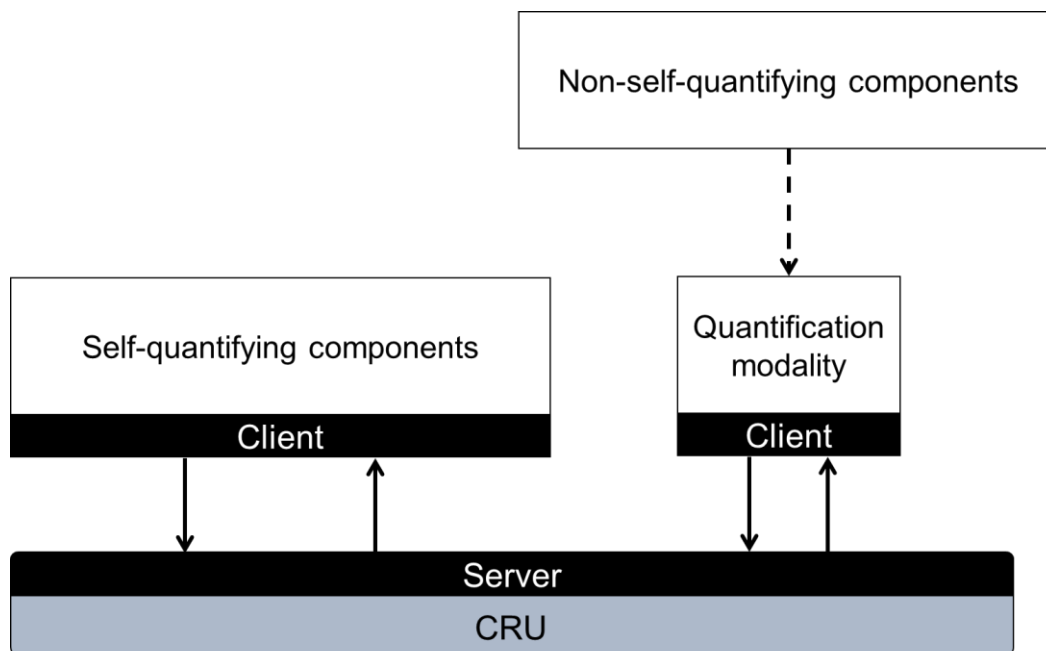 Non-self-quantifying components
Self-quantifying components
Quantification
modality
Client
Client
Server
CRU